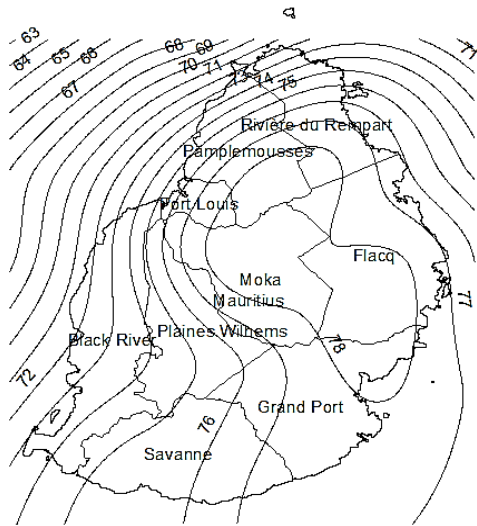 63
64
65
66
67
68
69
70
71
73
74
75
71
Rivière du Rempart
Pamplemousses
Port Louis
Flacq
Moka
Mauritius
77
Plaines Wilhems
Black River
78
72
Grand Port
76
Savanne